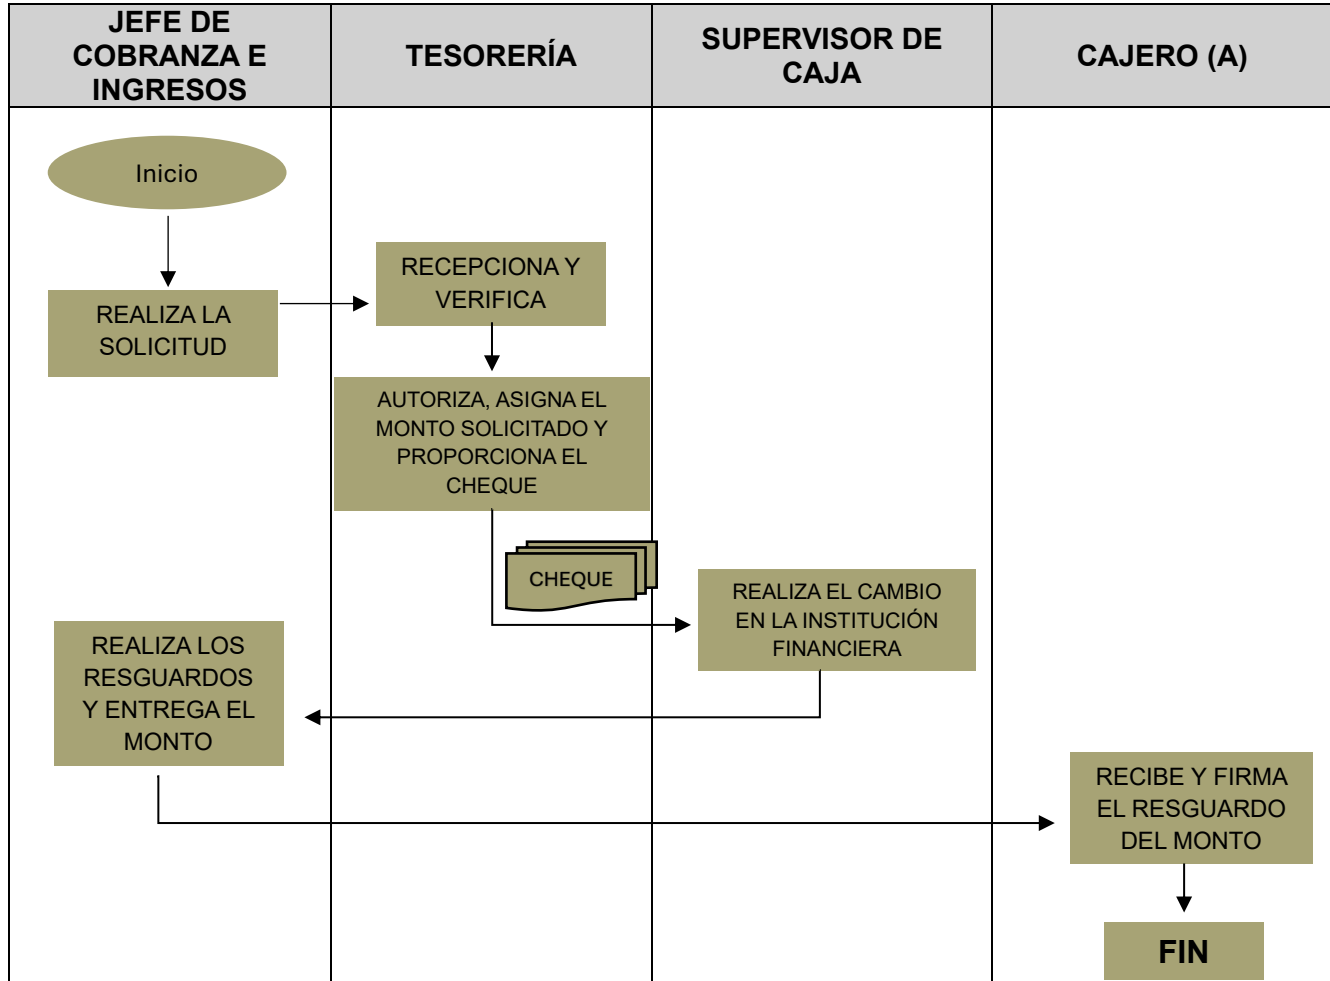 JEFE DE
COBRANZA E
INGRESOS
TESORERÍA
SUPERVISOR DE
CAJA
CAJERO (A)
Inicio
REALIZA LA
SOLICITUD
RECEPCIONA Y
VERIFICA
AUTORIZA, ASIGNA EL
MONTO SOLICITADO Y
PROPORCIONA EL
CHEQUE
CHEQUE
REALIZA EL CAMBIO
EN LA INSTITUCIÓN
FINANCIERA
REALIZA LOS
RESGUARDOS
Y ENTREGA EL
MONTO
RECIBE Y FIRMA
EL RESGUARDO
DEL MONTO
FIN